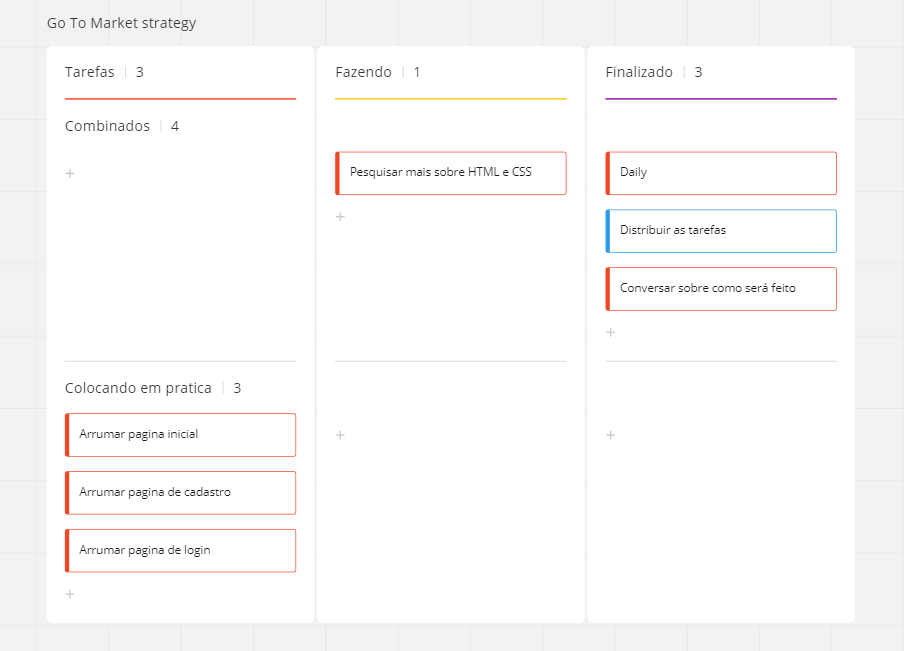 Go To Market strategy
Tarefas | 3
Fazendo | 1
Finalizado | 3
Combinados | 4
+
Pesquisar mais sobre HTML e CSS
+
Daily
Distribuir as tarefas
Conversar sobre como será feito
+
Colocando em pratica | 3
Arrumar pagina inicial
Arrumar pagina de cadastro
Arrumar pagina de login
+
+
+